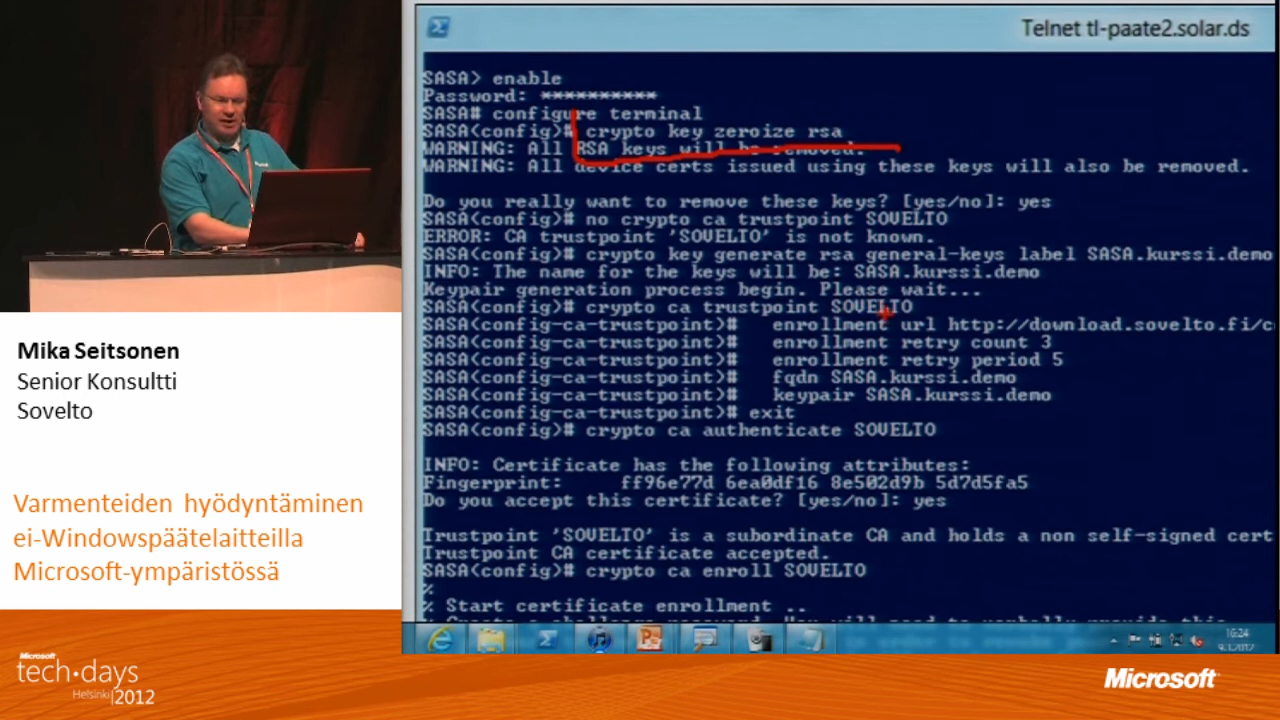 Telnet tl-paate2.solar.ds
SASA> enable
Password: **********
SASA# configure terminal
SASA(config)# crypto key zeroize rsa
WARNING: All RSA keys will be removed.
WARNING: All device certs issued using these keys will also be removed.
Do you really want to remove these keys? [yes/no]: yes
SASA(config)# no crypto ca trustpoint SOVELTO
ERROR: CA trustpoint 'SOVELTO' is not known.
SASA(config)# crypto key generate rsa general-keys label SASA.kurssi.demo
INFO: The name for the keys will be: SASA.kurssi.demo
Keypair generation process begin. Please wait...
SASA(config)# crypto ca trustpoint SOVELTO
SASA(config-ca-trustpoint)# enrollment url http://download.sovelto.fi/c
SASA(config-ca-trustpoint)# enrollment retry count 3
SASA(config-ca-trustpoint)# enrollment retry period 5
SASA(config-ca-trustpoint)# fqdn SASA.kurssi.demo
SASA(config-ca-trustpoint)# keypair SASA.kurssi.demo
SASA(config-ca-trustpoint)# exit
SASA(config)# crypto ca authenticate SOVELTO
INFO: Certificate has the following attributes:
Fingerprint: ff96e77d 6ea0df16 8e502d9b 5d7d5fa5
Do you accept this certificate? [yes/no]: yes
Trustpoint 'SOVELTO' is a subordinate CA and holds a non self-signed cert
Trustpoint CA certificate accepted.
SASA(config)# crypto ca enroll SOVELTO
%
% Start certificate enrollment ..
16:24
Mika Seitsonen
Senior Konsultti
Sovelto
Varmenteiden hyödyntäminen
ei-Windowspäätelaitteilla
Microsoft-ympäristössä
Microsoft
tech·days
Helsinki|2012
Microsoft